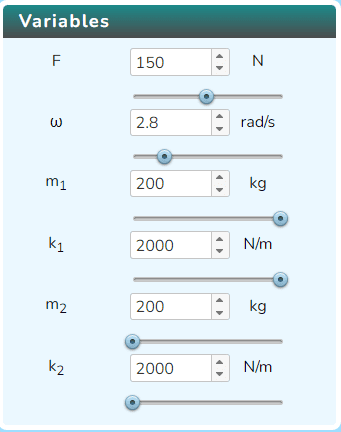 Variables
F 150 N
ω 2.8 rad/s
m₁ 200 kg
k₁ 2000 N/m
m₂ 200 kg
k₂ 2000 N/m